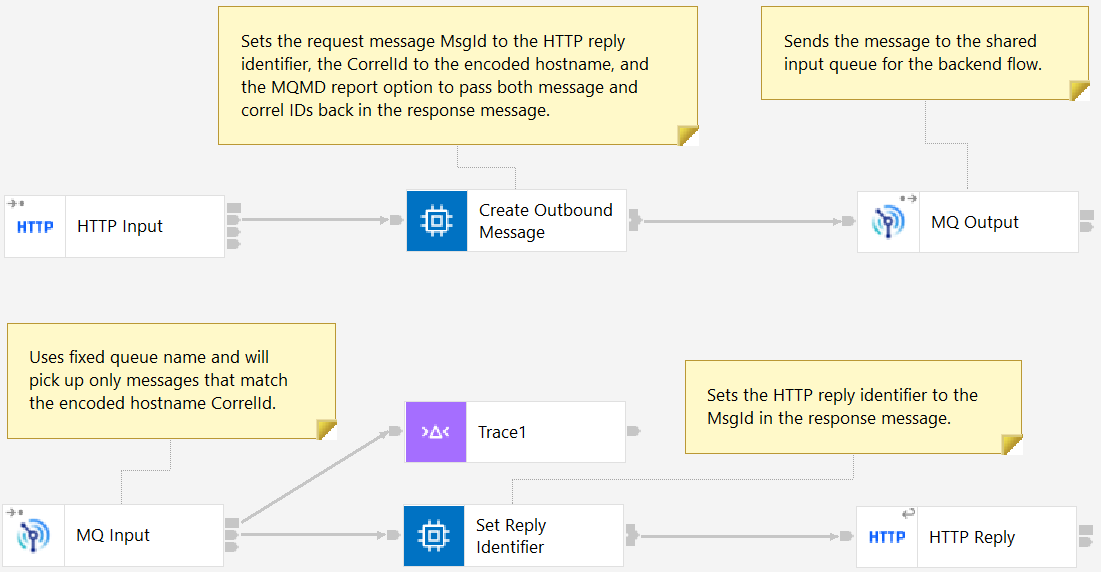 Sets the request message MsgId to the HTTP reply
identifier, the CorrelId to the encoded hostname, and
the MQMD report option to pass both message and
correl IDs back in the response message.
Sends the message to the shared
input queue for the backend flow.
HTTP
HTTP Input
Create Outbound
Message
MQ Output
Uses fixed queue name and will
pick up only messages that match
the encoded hostname CorrelId.
Sets the HTTP reply identifier to the
MsgId in the response message.
Trace1
MQ Input
Set Reply
Identifier
HTTP
HTTP Reply